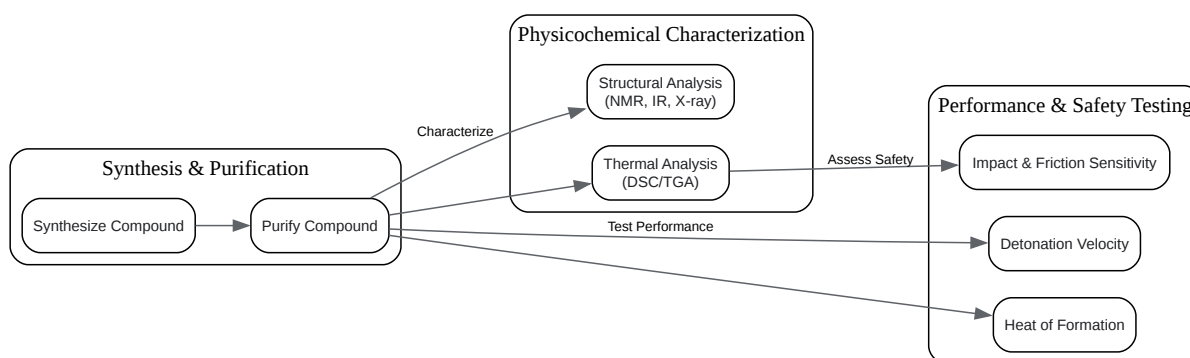 Synthesis & Purification
Synthesize Compound
Purify Compound
Characterize
Physicochemical Characterization
Structural Analysis
(NMR, IR, X-ray)
Thermal Analysis
(DSC/TGA)
Assess Safety
Test Performance
Performance & Safety Testing
Impact & Friction Sensitivity
Detonation Velocity
Heat of Formation